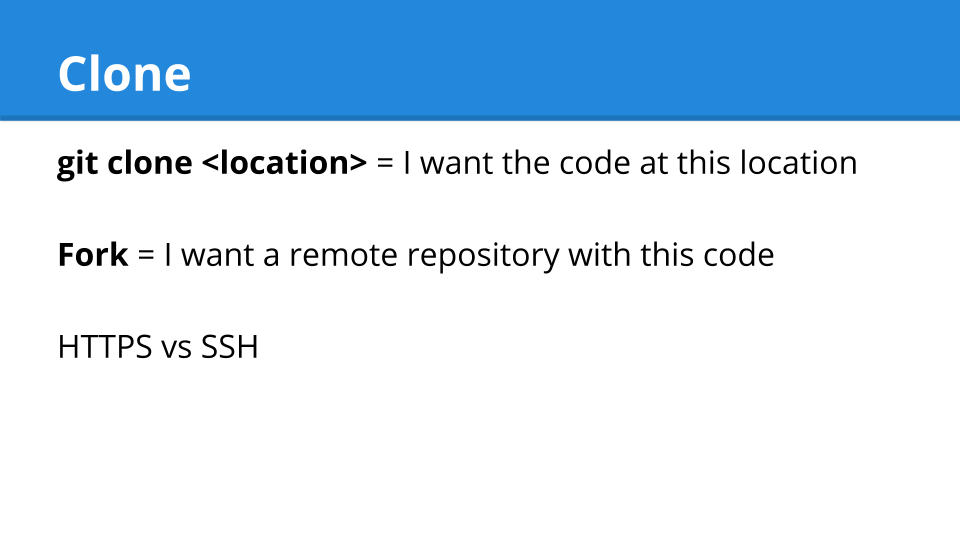 Clone
git clone <location> = I want the code at this location
Fork = I want a remote repository with this code
HTTPS vs SSH